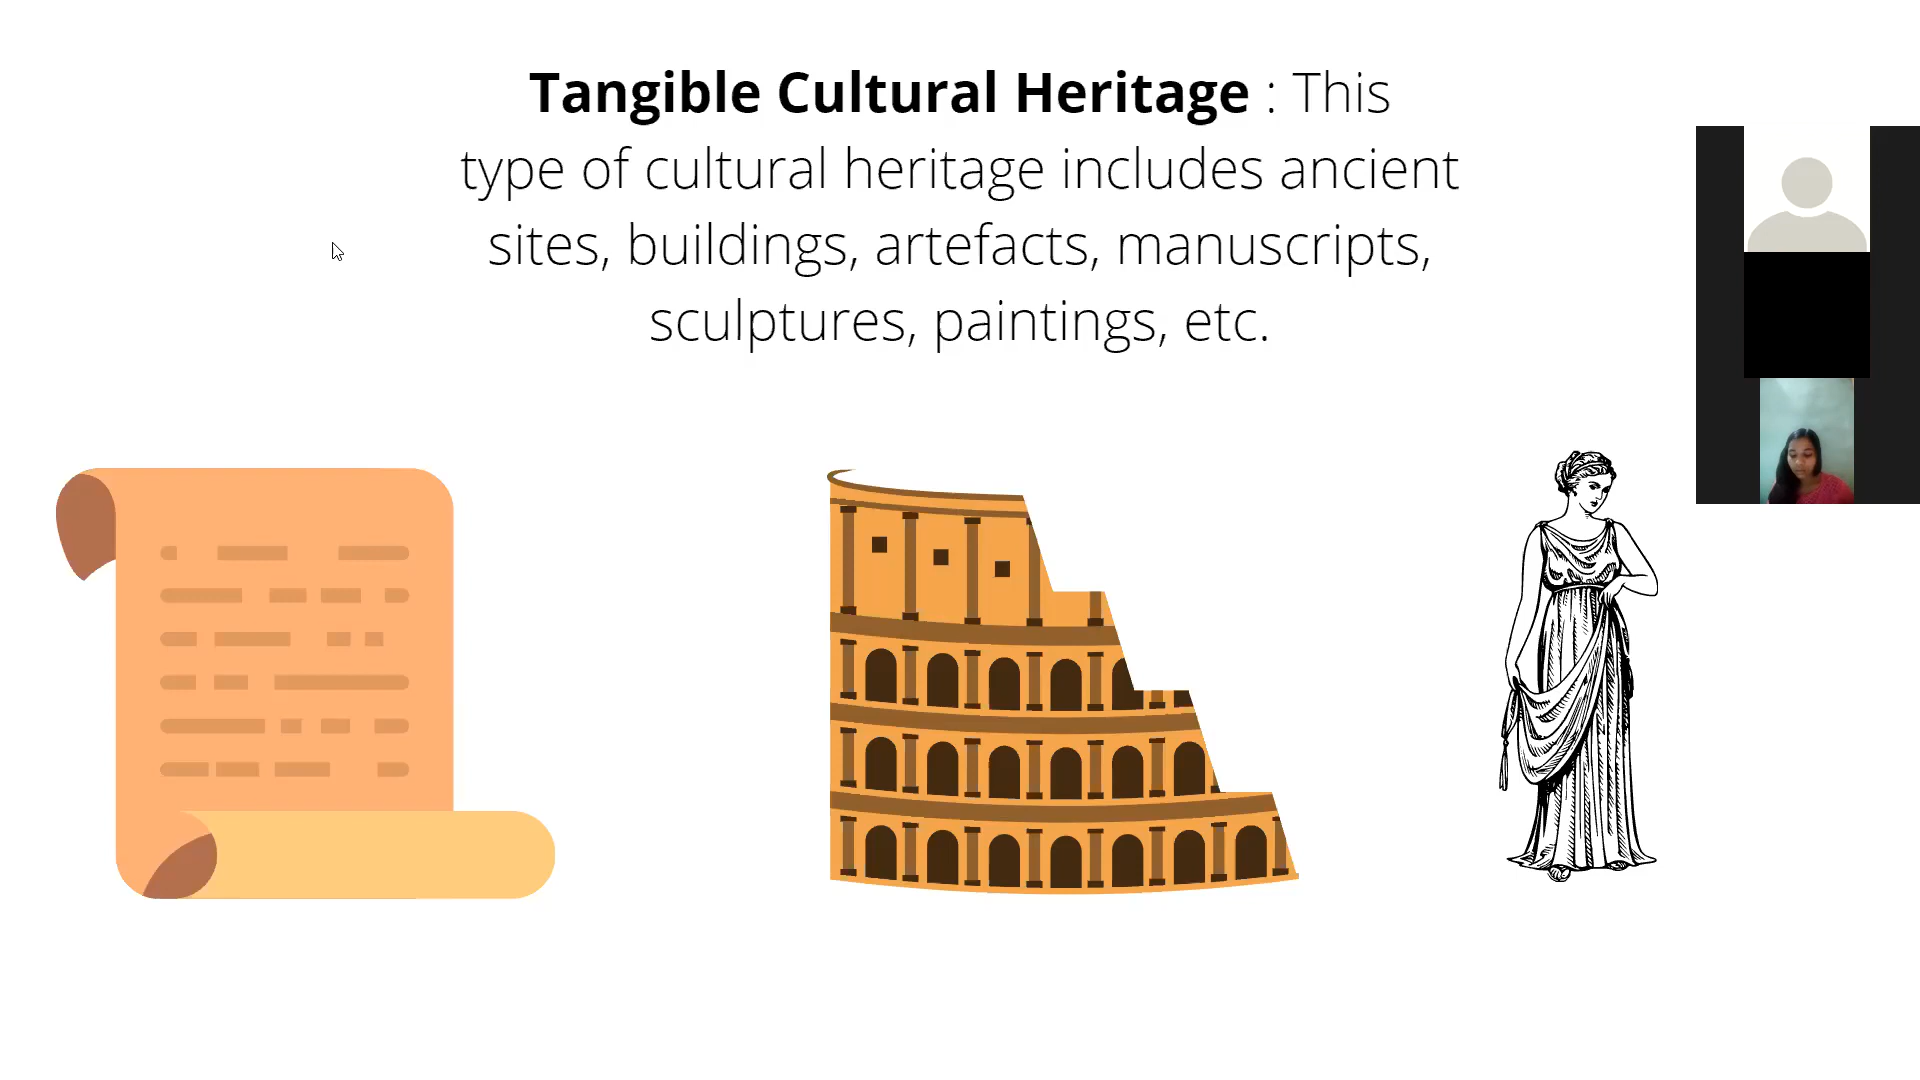 Tangible Cultural Heritage : This
type of cultural heritage includes ancient
sites, buildings, artefacts, manuscripts,
sculptures, paintings, etc.